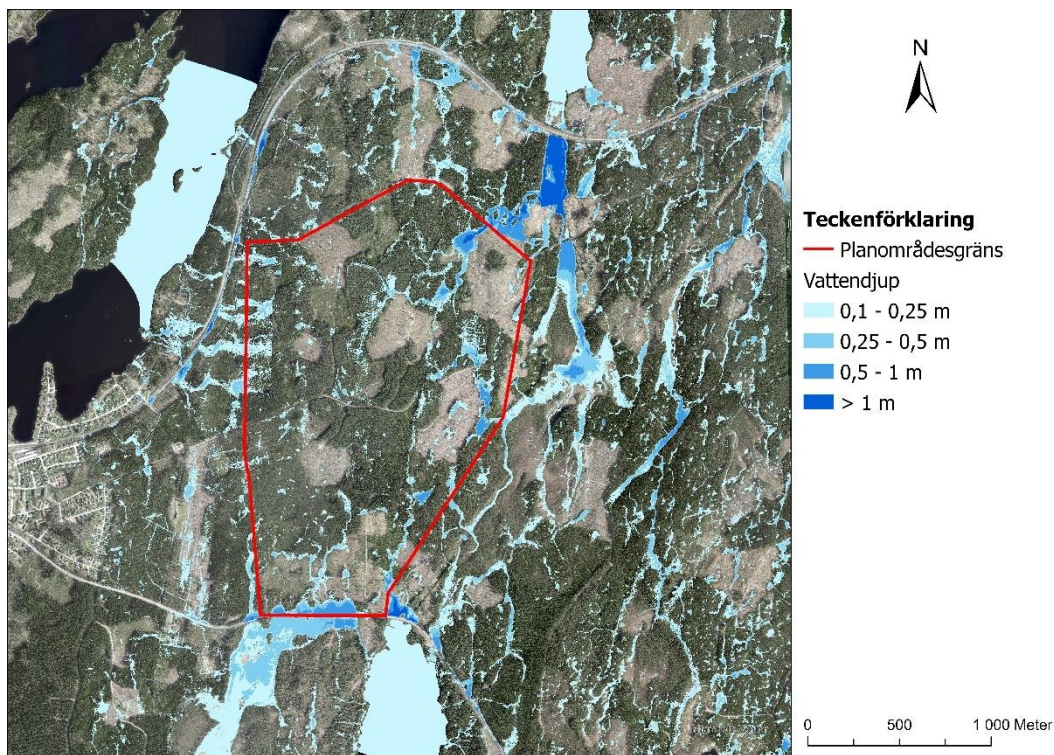 N
Teckenförklaring
Planområdesgräns
Vattendjup
0,1 - 0,25 m
0,25 - 0,5 m
0,5 - 1 m
> 1 m
0 500 1 000 Meter